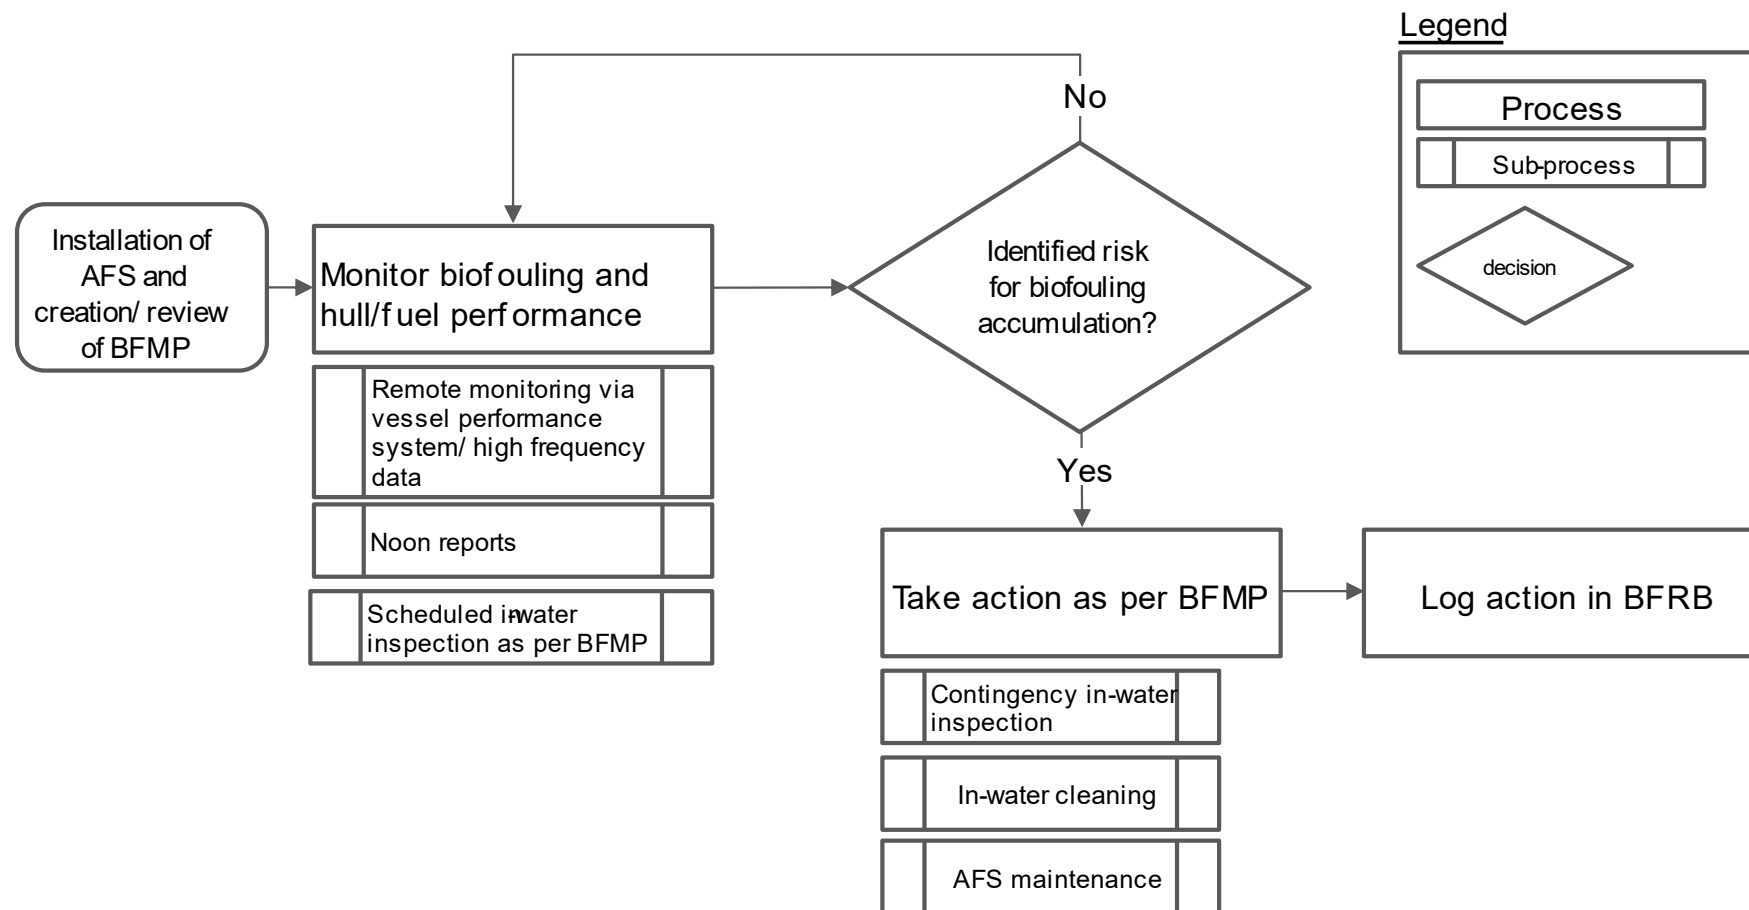 Legend
Process
Sub-process
decision
No
Installation of
AFS and
creation/ review
of BFMP
Monitor biofouling and
hull/fuel performance
Identified risk
for biofouling
accumulation?
Remote monitoring via
vessel performance
system/ high frequency
data
Noon reports
Scheduled in-water
inspection as per BFMP
Yes
Take action as per BFMP
Log action in BFRB
Contingency in-water
inspection
In-water cleaning
AFS maintenance